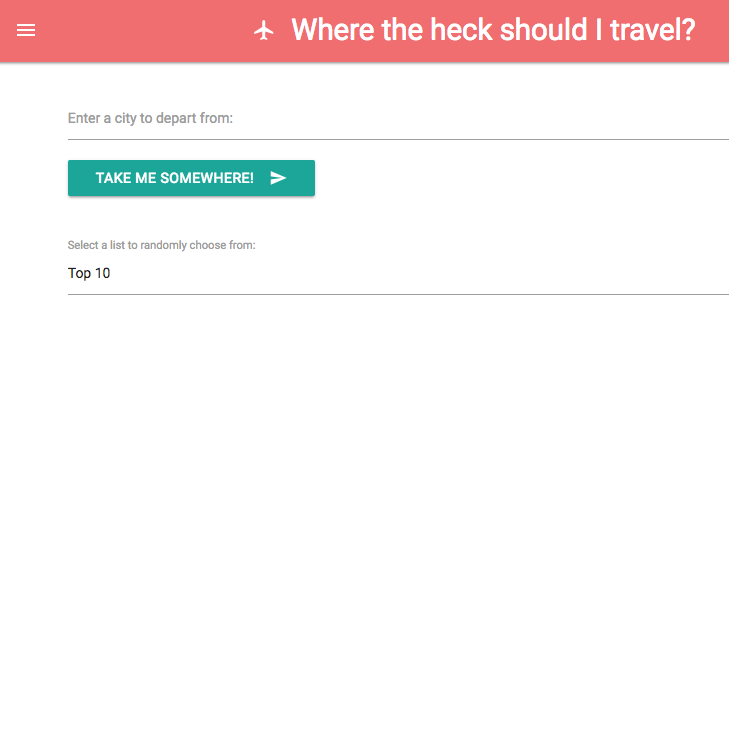 Where the heck should I travel?
Enter a city to depart from:
TAKE ME SOMEWHERE!
Select a list to randomly choose from:
Top 10